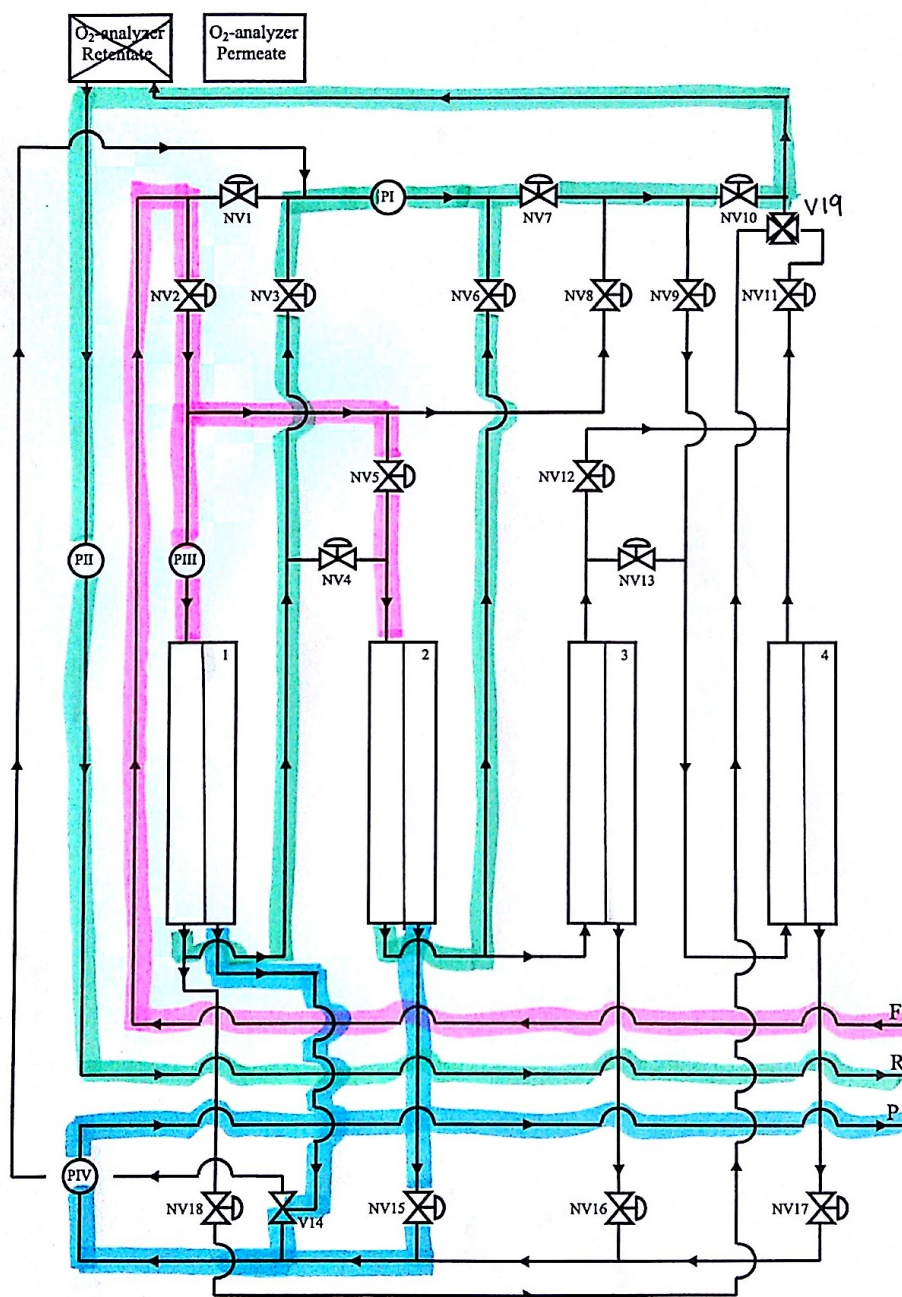 O2-analyzer
Retentate
O2-analyzer
Permeate
NV1
PI
NV7
NV10
V19
NV2
NV3
NV6
NV8
NV9
NV11
NV5
NV12
PII
PIII
NV4
NV13
1
2
3
4
F
R
P
PIV
NV18
V14
NV15
NV16
NV17